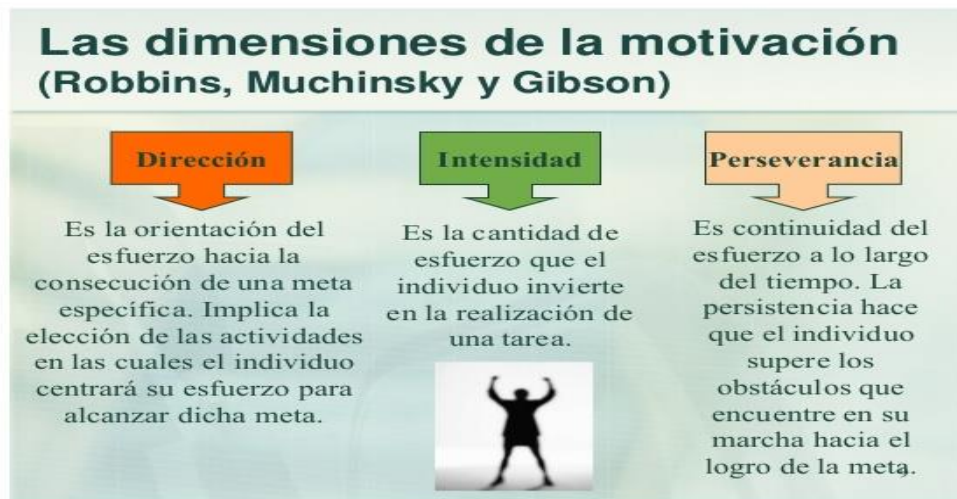 Las dimensiones de la motivación
(Robbins, Muchinsky y Gibson)
Dirección
Es la orientación del
esfuerzo hacia la
consecución de una meta
específica. Implica la
elección de las actividades
en las cuales el individuo
centrará su esfuerzo para
alcanzar dicha meta.
Intensidad
Es la cantidad de
esfuerzo que el
individuo invierte
en la realización de
una tarea.
Perseverancia
Es continuidad del
esfuerzo a lo largo
del tiempo. La
persistencia hace
que el individuo
supere los
obstáculos que
encuentre en su
marcha hacia el
logro de la meta.